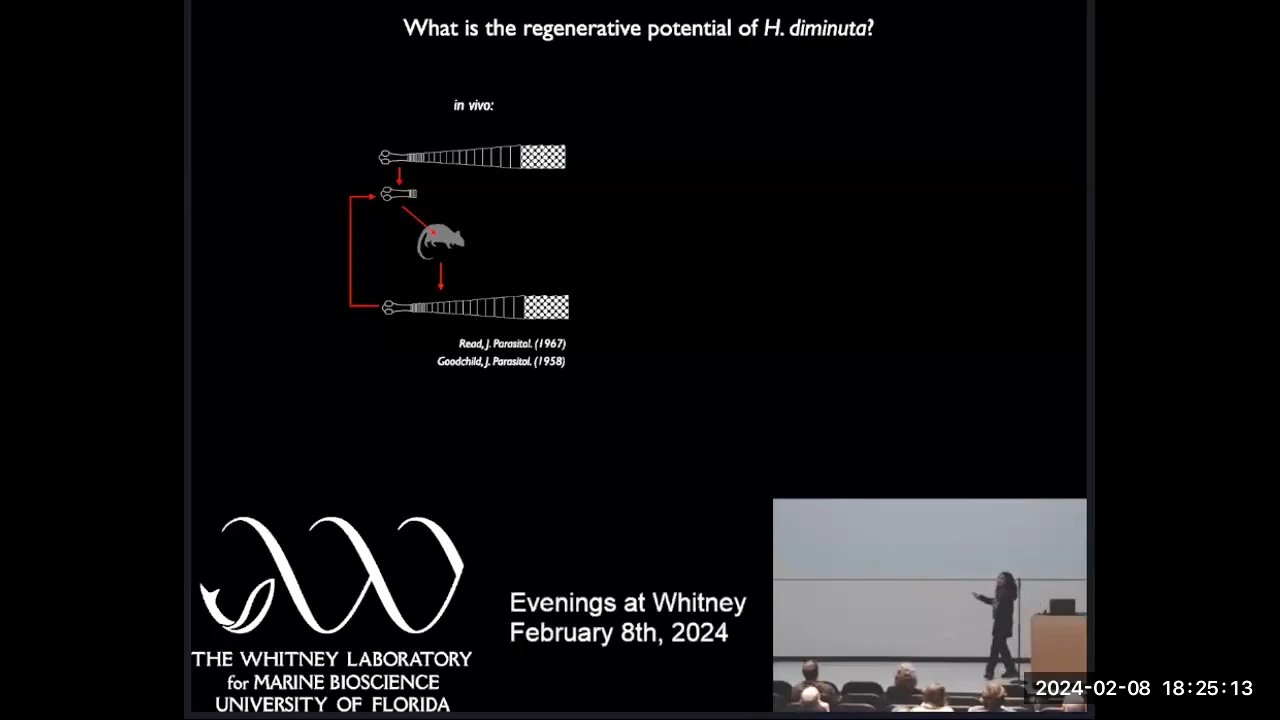 What is the regenerative potential of H. diminuta?
in vivo:
Read, J. Parasitol. (1967)
Goodchild, J. Parasitol. (1958)
Evenings at Whitney
February 8th, 2024
THE WHITNEY LABORATORY
for MARINE BIOSCIENCE
UNIVERSITY OF FLORIDA
2024-02-08 18:25:13